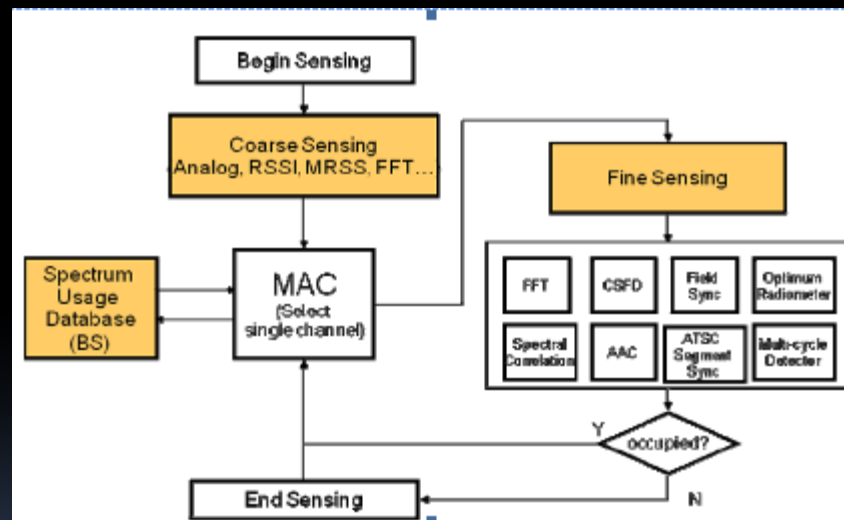 Begin Sensing
Coarse Sensing
Analog, RSSI, MRSS, FFT...
Fine Sensing
Spectrum
Usage
Database
(BS)
MAC
(Select
single channel)
FFT
CSFD
Field
Sync
Optimum
Radiometer
Spectral
Correlation
AAC
ATSC
Segment
Sync
Multi-cycle
Detector
occupied?
Y
N
End Sensing